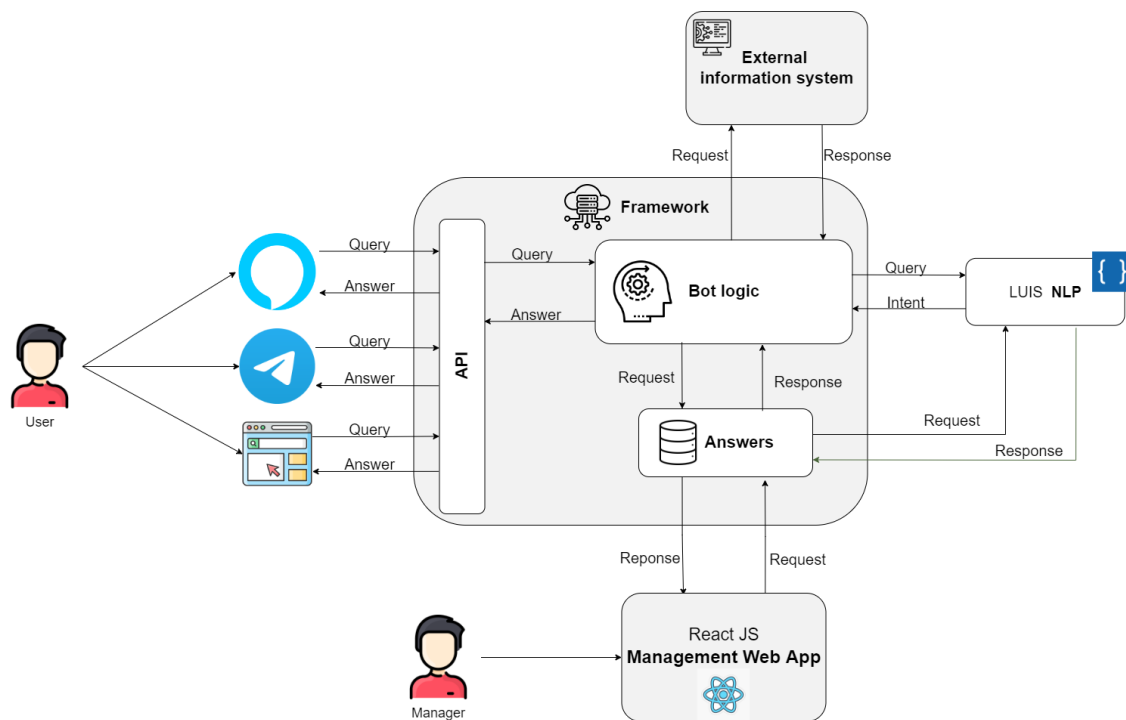 External
information system
Request
Response
Framework
Query
Answer
Query
Answer
Query
Answer
API
Query
Answer
Bot logic
Query
Intent
LUIS NLP
{ }
User
Request
Response
Answers
Request
Response
Reponse
Request
React JS
Management Web App
Manager